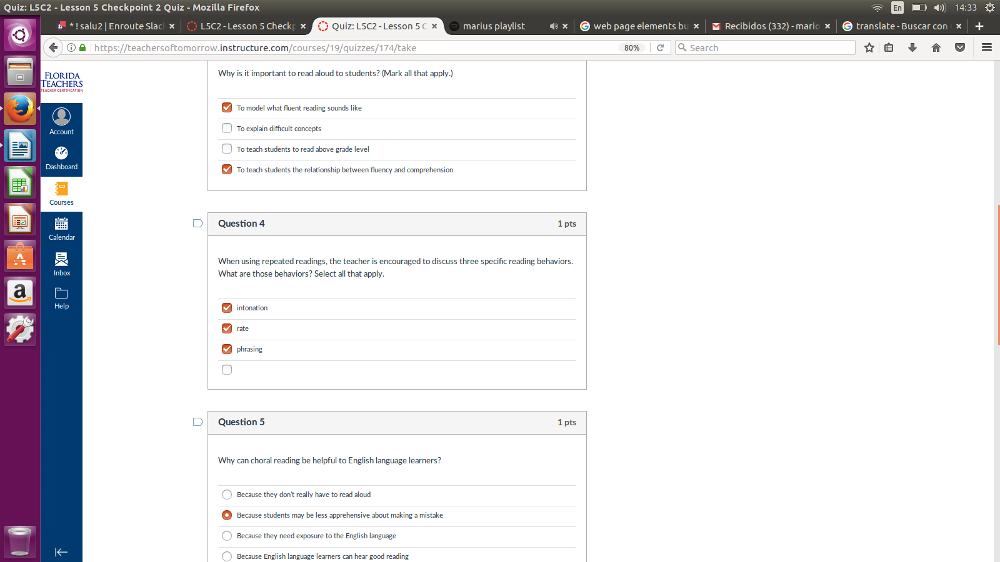 Quiz: L5C2 - Lesson 5 Checkpoint 2 Quiz - Mozilla Firefox
En
14:33
* ! salu2 | Enroute Slac
L5C2 - Lesson 5 Checkp
Quiz: L5C2 - Lesson 5 C
marius playlist
web page elements bu
Recibidos (332) - mario
translate - Buscar con
https://teachersoftomorrow.instructure.com/courses/19/quizzes/174/take
80%
Search
FLORIDA
TEACHERS
TEACHER CERTIFICATION
Account
Dashboard
Courses
Calendar
Inbox
Help
Why is it important to read aloud to students? (Mark all that apply.)
To model what fluent reading sounds like
To explain difficult concepts
To teach students to read above grade level
To teach students the relationship between fluency and comprehension
Question 4
1 pts
When using repeated readings, the teacher is encouraged to discuss three specific reading behaviors.
What are those behaviors? Select all that apply.
intonation
rate
phrasing
Question 5
1 pts
Why can choral reading be helpful to English language learners?
Because they don't really have to read aloud
Because students may be less apprehensive about making a mistake
Because they need exposure to the English language
Because English language learners can hear good reading